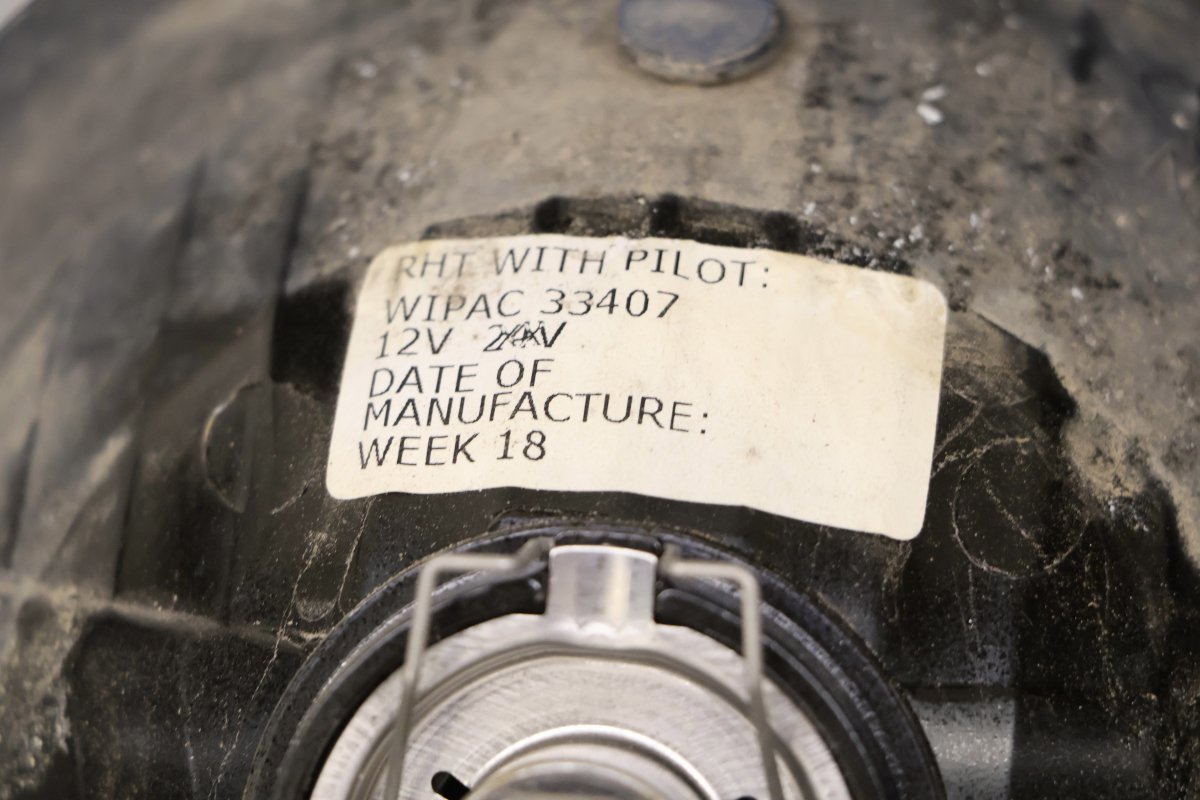 RHT WITH PILOT:
WIPAC 33407
12V 24V
DATE OF
MANUFACTURE:
WEEK 18